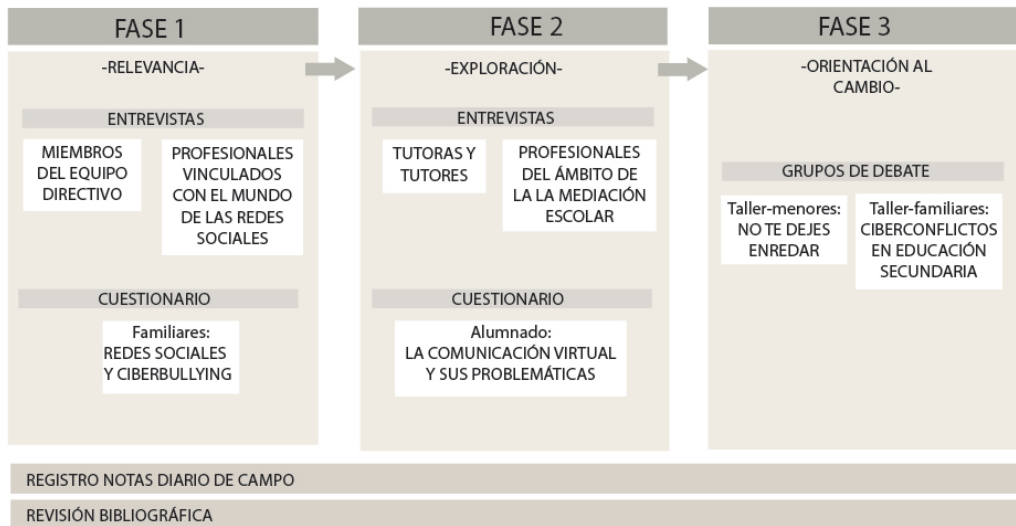 FASE 1
-RELEVANCIA-
ENTREVISTAS
MIEMBROS
DEL EQUIPO
DIRECTIVO
PROFESIONALES
VINCULADOS
CON EL MUNDO
DE LAS REDES
SOCIALES
CUESTIONARIO
Familiares:
REDES SOCIALES
Y CIBERBULLYING
FASE 2
-EXPLORACIÓN-
ENTREVISTAS
TUTORAS Y
TUTORES
PROFESIONALES
DEL ÁMBITO DE
LA LA MEDIACIÓN
ESCOLAR
CUESTIONARIO
Alumnado:
LA COMUNICACIÓN VIRTUAL
Y SUS PROBLEMÁTICAS
FASE 3
-ORIENTACIÓN AL
CAMBIO-
GRUPOS DE DEBATE
Taller-menores:
NO TE DEJES
ENREDAR
Taller-familiares:
CIBERCONFLICTOS
EN EDUCACIÓN
SECUNDARIA
REGISTRO NOTAS DIARIO DE CAMPO
REVISIÓN BIBLIOGRÁFICA